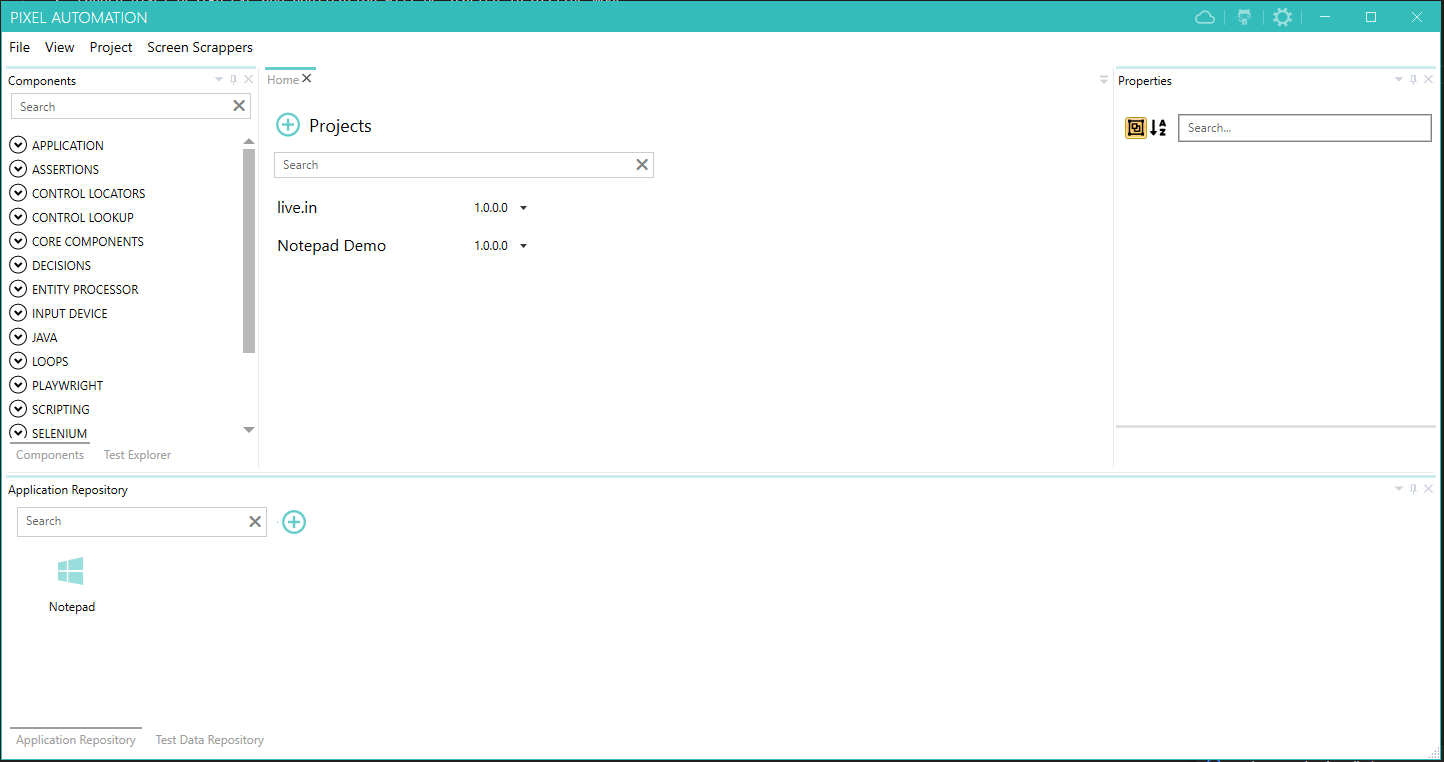 PIXEL AUTOMATION
File View Project Screen Scrappers
Components
Search
APPLICATION
ASSERTIONS
CONTROL LOCATORS
CONTROL LOOKUP
CORE COMPONENTS
DECISIONS
ENTITY PROCESSOR
INPUT DEVICE
JAVA
LOOPS
PLAYWRIGHT
SCRIPTING
SELENIUM
Components Test Explorer
Home
Projects
Search
live.in 1.0.0.0
Notepad Demo 1.0.0.0
Properties
A
Z
Search...
Application Repository
Search
Notepad
Application Repository Test Data Repository